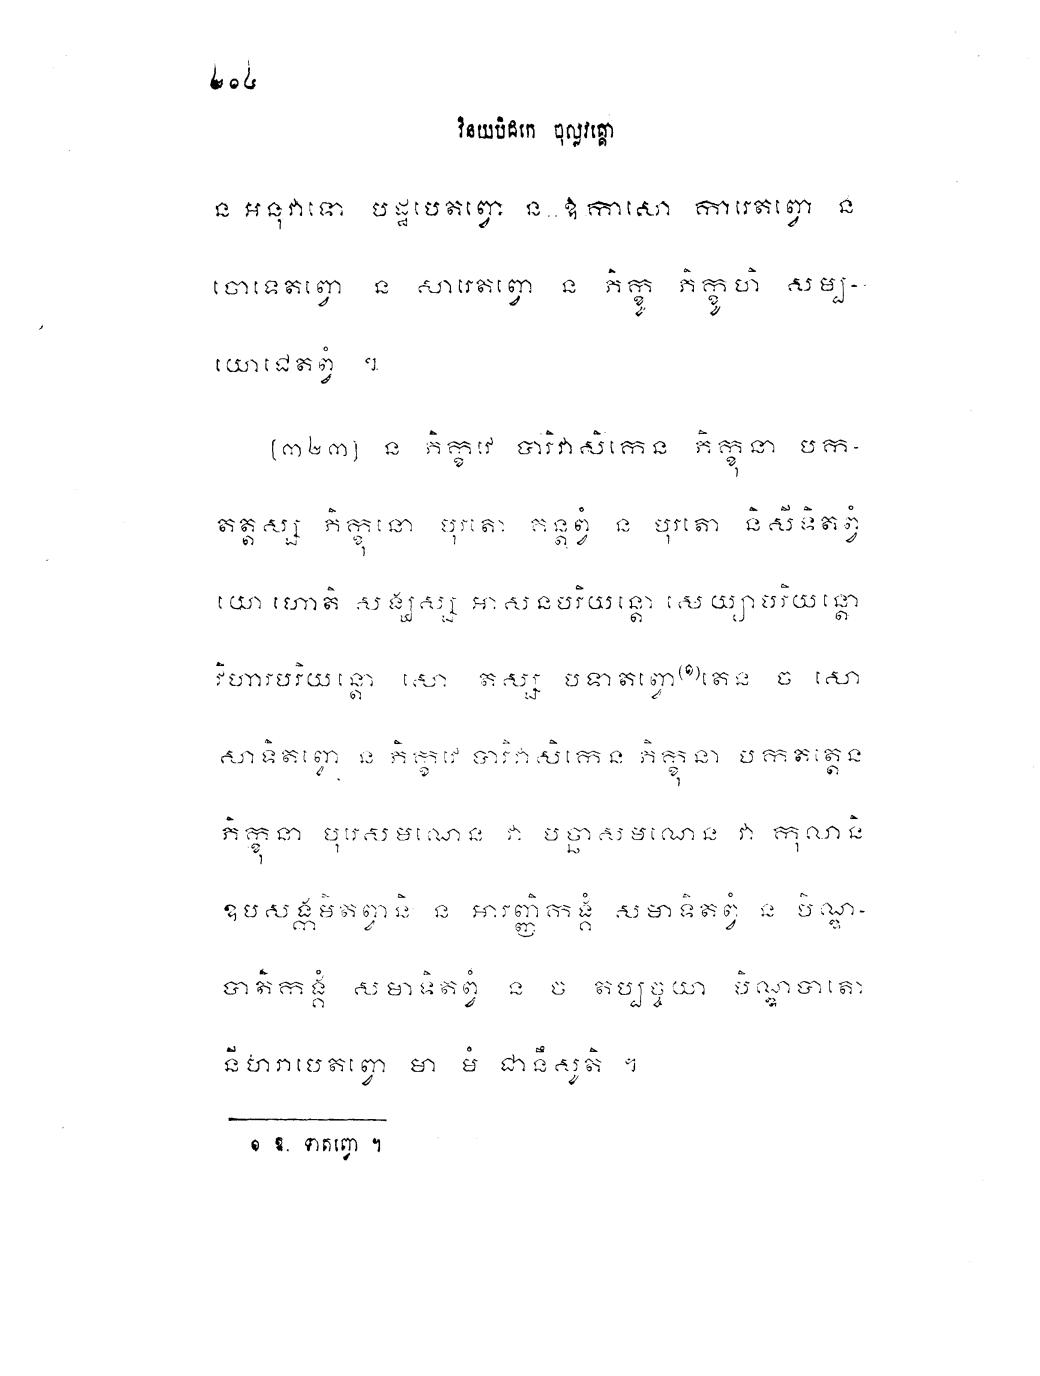 ២០៤
វិនយបិដកេ ចុល្លវគ្គោ
ន អនុវាទោ បដ្ឋបេតព្វោ ន ឱកាសោ ការេតព្វោ ន
ចោទេតព្វោ ន សារេតព្វោ ន ភិក្ខូ ភិក្ខូហិ សម្ប-
យោជេតព្វំ ។
(៣២៣) ន ភិក្ខវេ បារិវាសិកេន ភិក្ខុនា បក-
តត្តស្ស ភិក្ខុនោ បុរតោ គន្តព្វំ ន បុរតោ និសីទិតព្វំ
យោ ហោតិ សង្ឃស្ស អាសនបរិយន្តោ សេយ្យាបរិយន្តោ
វិហារបរិយន្តោ សោ តស្ស បទាតព្វោ(១)តេន ច សោ
សាទិតព្វោ ន ភិក្ខវេ បារិវាសិកេន ភិក្ខុនា បកតត្តេន
ភិក្ខុនា បុរេសមណេន វា បច្ឆាសមណេន វា កុលានិ
ឧបសង្កមិតព្វានិ ន អារញ្ញិកង្គំ សមាទិតព្វំ ន បិណ្ឌ-
បាតិកង្គំ សមាទិតព្វំ ន ច តប្បច្ចយា បិណ្ឌបាតោ
នីហរាបេតព្វោ មា មំ ជានឹសូតិ ។
១ ឱ. ទាតព្វោ ។